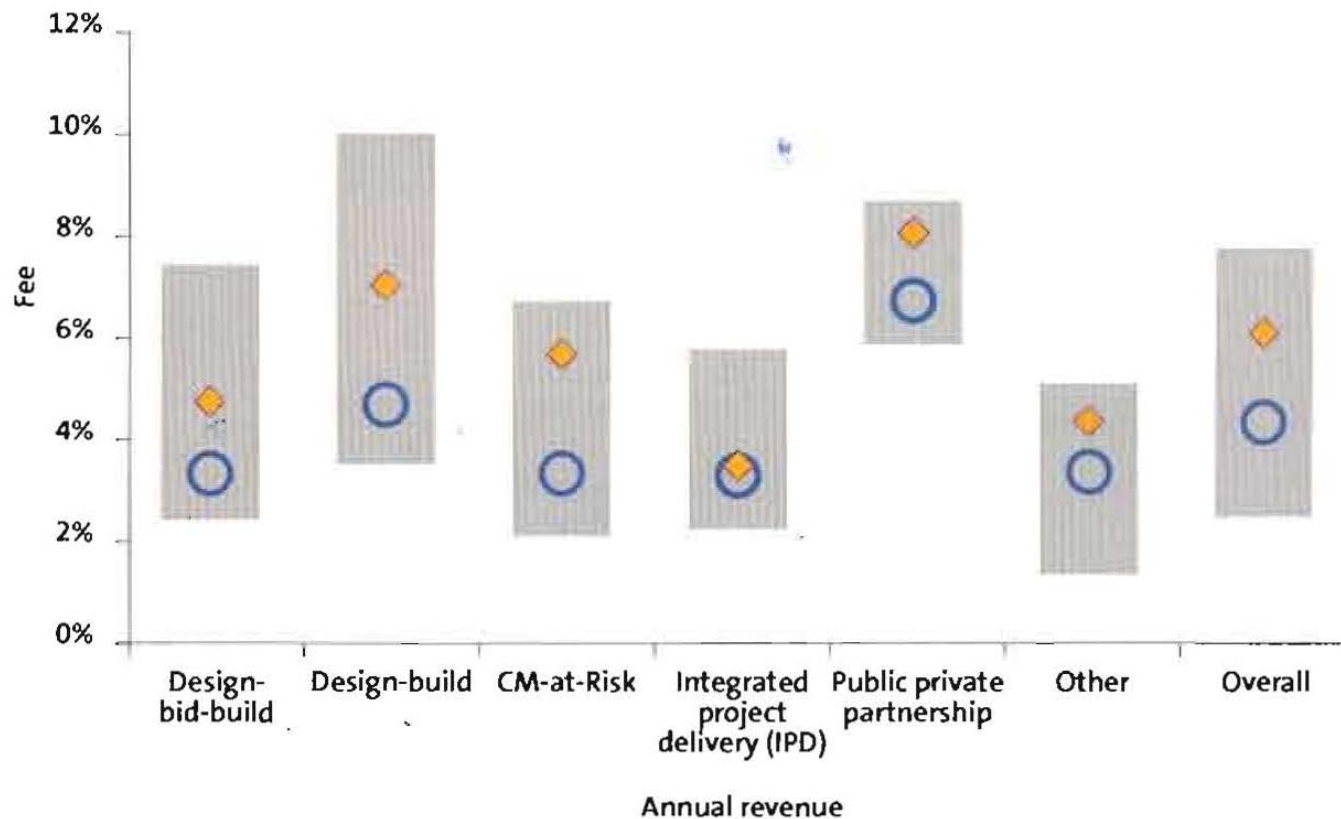 12%
10%
8%
6%
4%
2%
0%
Fee
Design-
bid-build
Design-build
CM-at-Risk
Integrated
project
delivery (IPD)
Public private
partnership
Other
Overall
Annual revenue